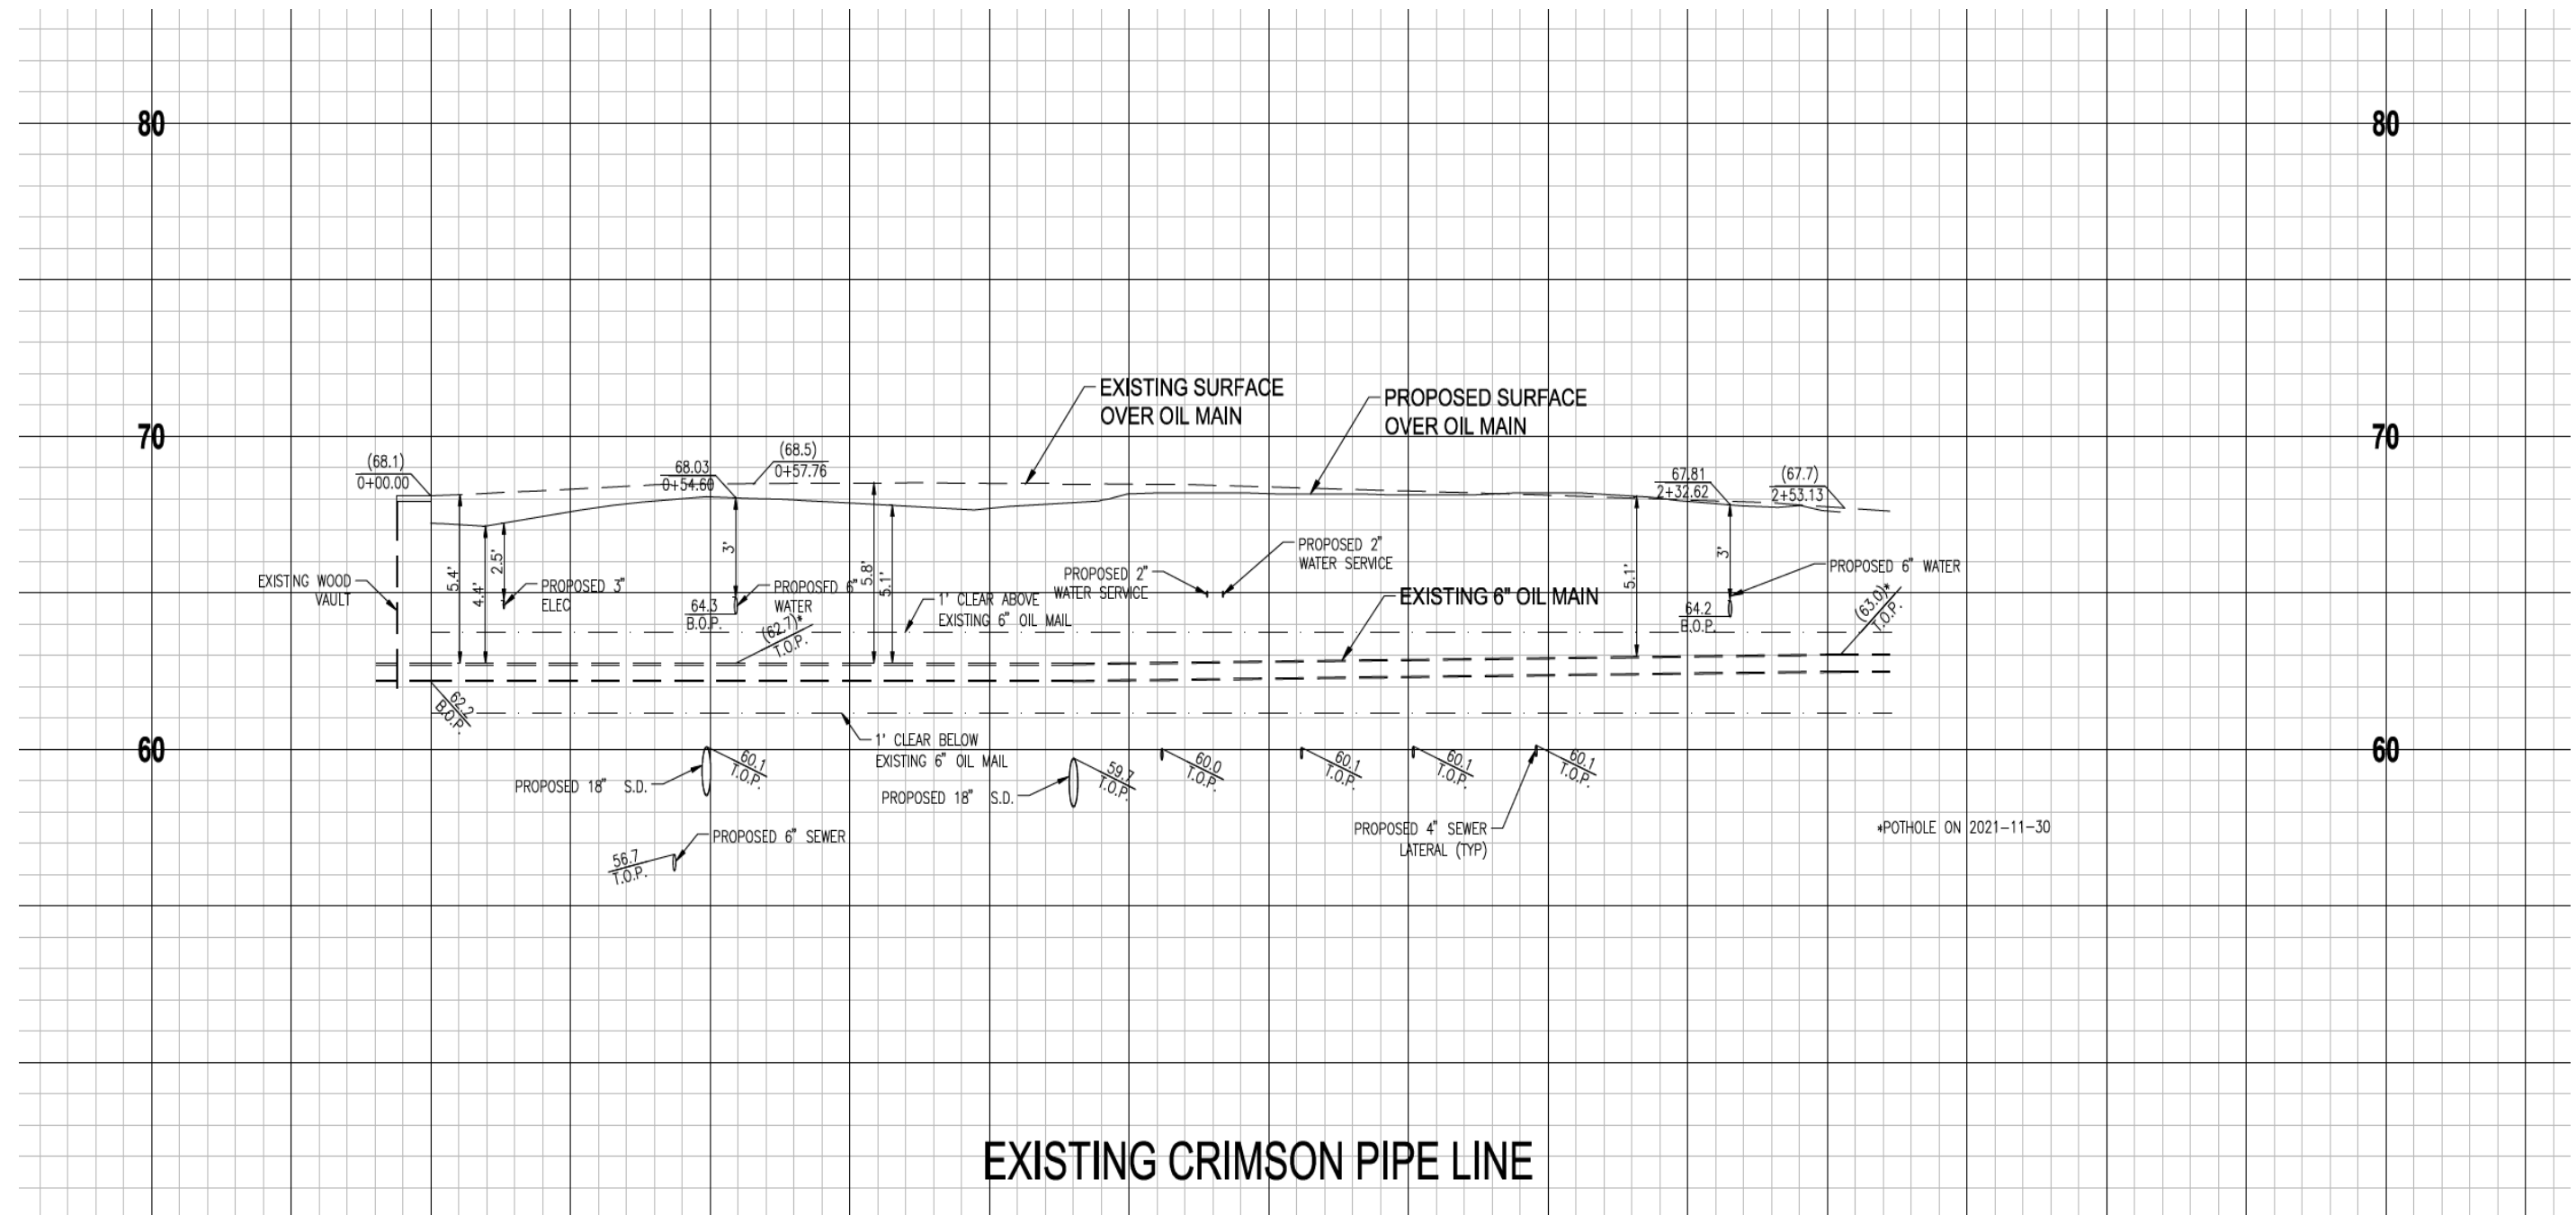 80
80
70
70
60
60
EXISTING SURFACE
OVER OIL MAIN
PROPOSED SURFACE
OVER OIL MAIN
(68.1)
0+00.00
68.03
0+54.60
(68.5)
0+57.76
67.81
2+32.62
(67.7)
2+53.13
EXISTING WOOD
VAULT
5.4'
4.4'
2.5'
PROPOSED 3"
ELEC
3'
64.3
B.O.P.
PROPOSED 6"
WATER
(62.7)*
T.O.P.
5.8'
5.1'
1' CLEAR ABOVE
EXISTING 6" OIL MAIL
PROPOSED 2"
WATER SERVICE
PROPOSED 2"
WATER SERVICE
EXISTING 6" OIL MAIN
5.1'
3'
64.2
B.O.P.
PROPOSED 6" WATER
(63.0)*
T.O.P.
62.2
B.O.P.
1' CLEAR BELOW
EXISTING 6" OIL MAIL
PROPOSED 18" S.D.
60.1
T.O.P.
PROPOSED 18" S.D.
59.7
T.O.P.
60.0
T.O.P.
60.1
T.O.P.
60.1
T.O.P.
60.1
T.O.P.
PROPOSED 6" SEWER
56.7
T.O.P.
PROPOSED 4" SEWER
LATERAL (TYP)
*POTHOLE ON 2021-11-30
EXISTING CRIMSON PIPE LINE